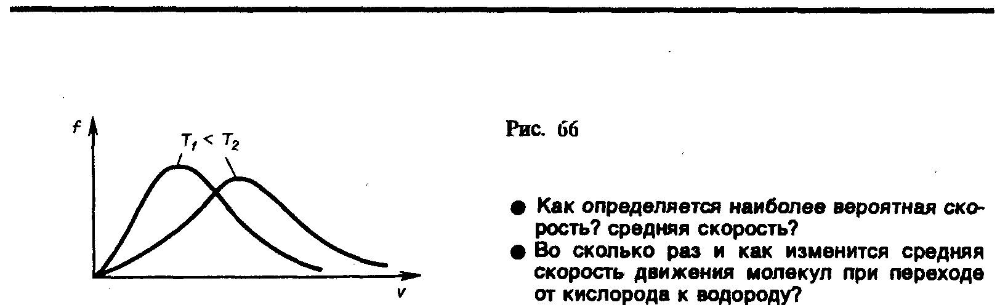 f
T₁ < T₂
v
Рис. 66
● Как определяется наиболее вероятная ско-
рость? средняя скорость?
● Во сколько раз и как изменится средняя
скорость движения молекул при переходе
от кислорода к водороду?